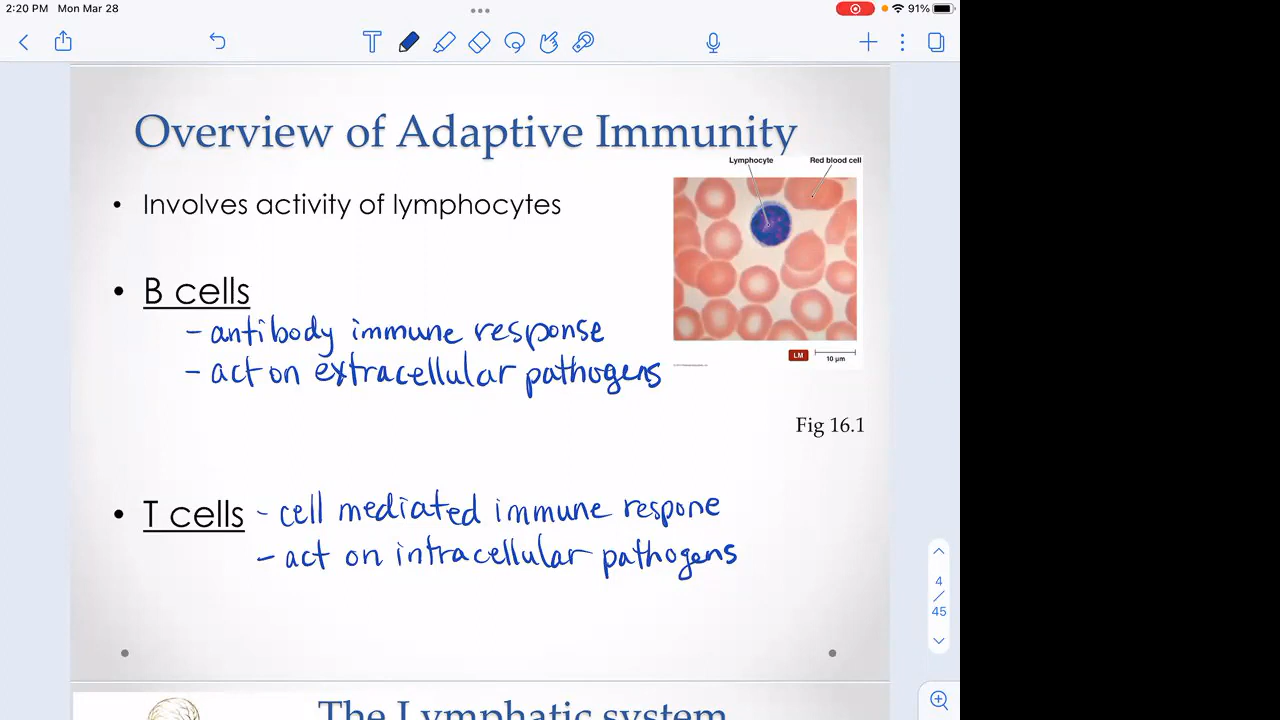 2:20 PM Mon Mar 28
91%
T
Overview of Adaptive Immunity
Lymphocyte Red blood cell
• Involves activity of lymphocytes
• B cells
- antibody immune response
- act on extracellular pathogens
LM 10 µm
Fig 16.1
• T cells - cell mediated immune respone
- act on intracellular pathogens
4
/
45
The Lymphatic system